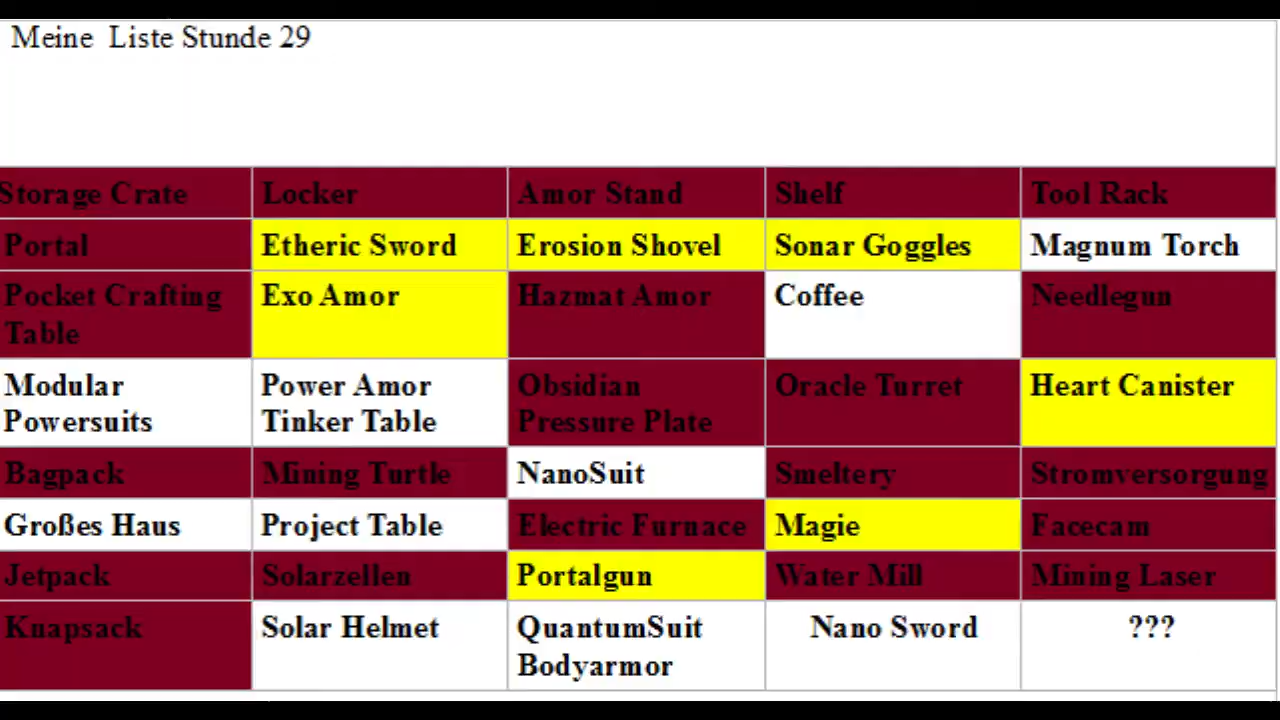 Meine Liste Stunde 29
Storage Crate Locker Amor Stand Shelf Tool Rack
Portal Etheric Sword Erosion Shovel Sonar Goggles Magnum Torch
Pocket Crafting Table Exo Amor Hazmat Amor Coffee Needlegun
Modular Powersuits Power Amor Tinker Table Obsidian Pressure Plate Oracle Turret Heart Canister
Bagpack Mining Turtle NanoSuit Smeltery Stromversorgung
Großes Haus Project Table Electric Furnace Magie Facecam
Jetpack Solarzellen Portalgun Water Mill Mining Laser
Knapsack Solar Helmet QuantumSuit Bodyarmor Nano Sword ???